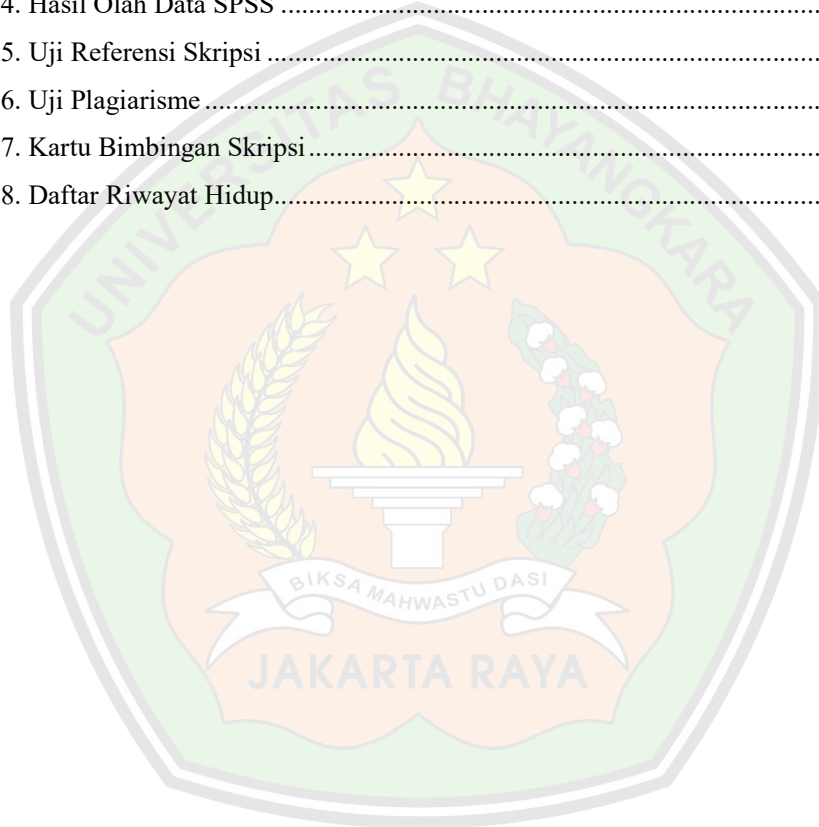 4. Hasil Olah Data SPSS ........................................................................
5. Uji Referensi Skripsi ..........................................................................
6. Uji Plagiarisme ...................................................................................
7. Kartu Bimbingan Skripsi ....................................................................
8. Daftar Riwayat Hidup.........................................................................
UNIVERSITAS BHAYANGKARA
BIKSA MAHWASTU DASI
JAKARTA RAYA